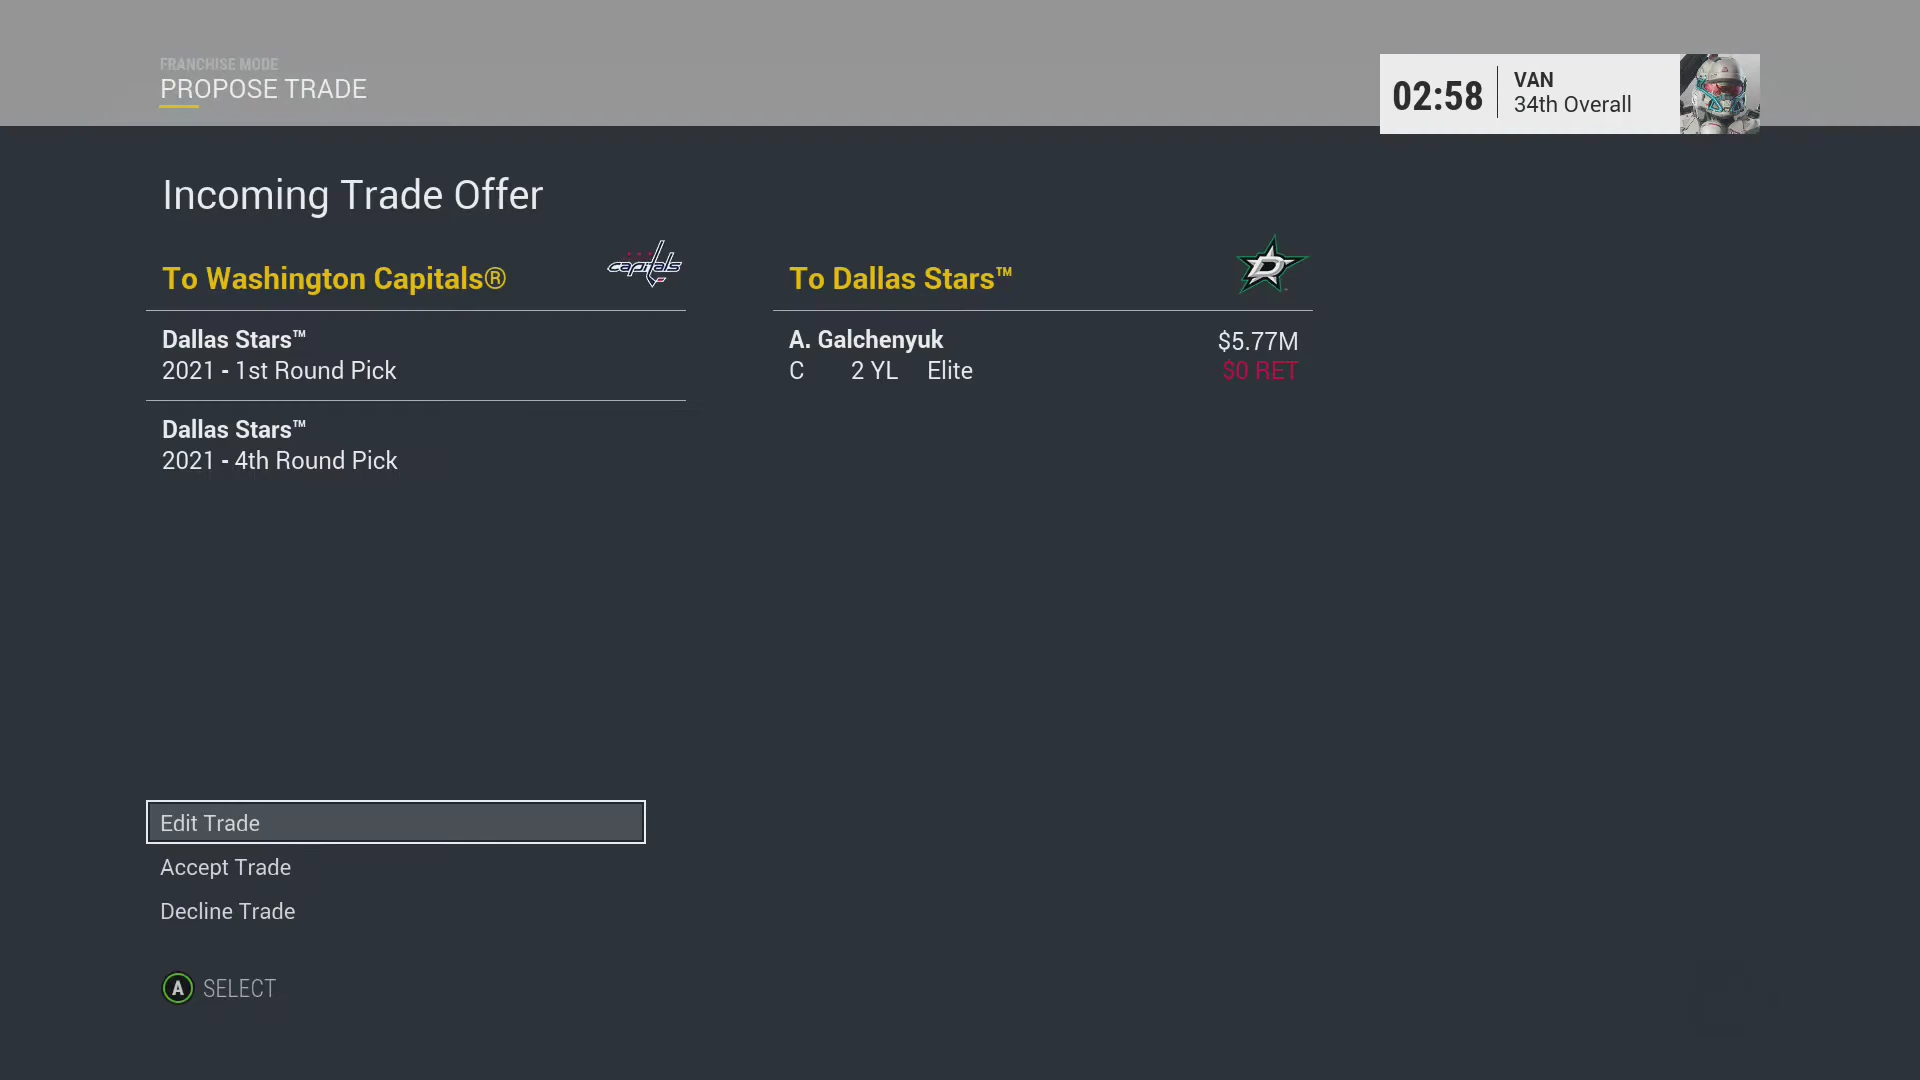 FRANCHISE MODE
PROPOSE TRADE
02:58
VAN
34th Overall
Incoming Trade Offer
To Washington Capitals®
capitals
To Dallas Stars™
D
Dallas Stars™
2021 - 1st Round Pick
A. Galchenyuk
$5.77M
C 2 YL Elite
$0 RET
Dallas Stars™
2021 - 4th Round Pick
Edit Trade
Accept Trade
Decline Trade
A SELECT